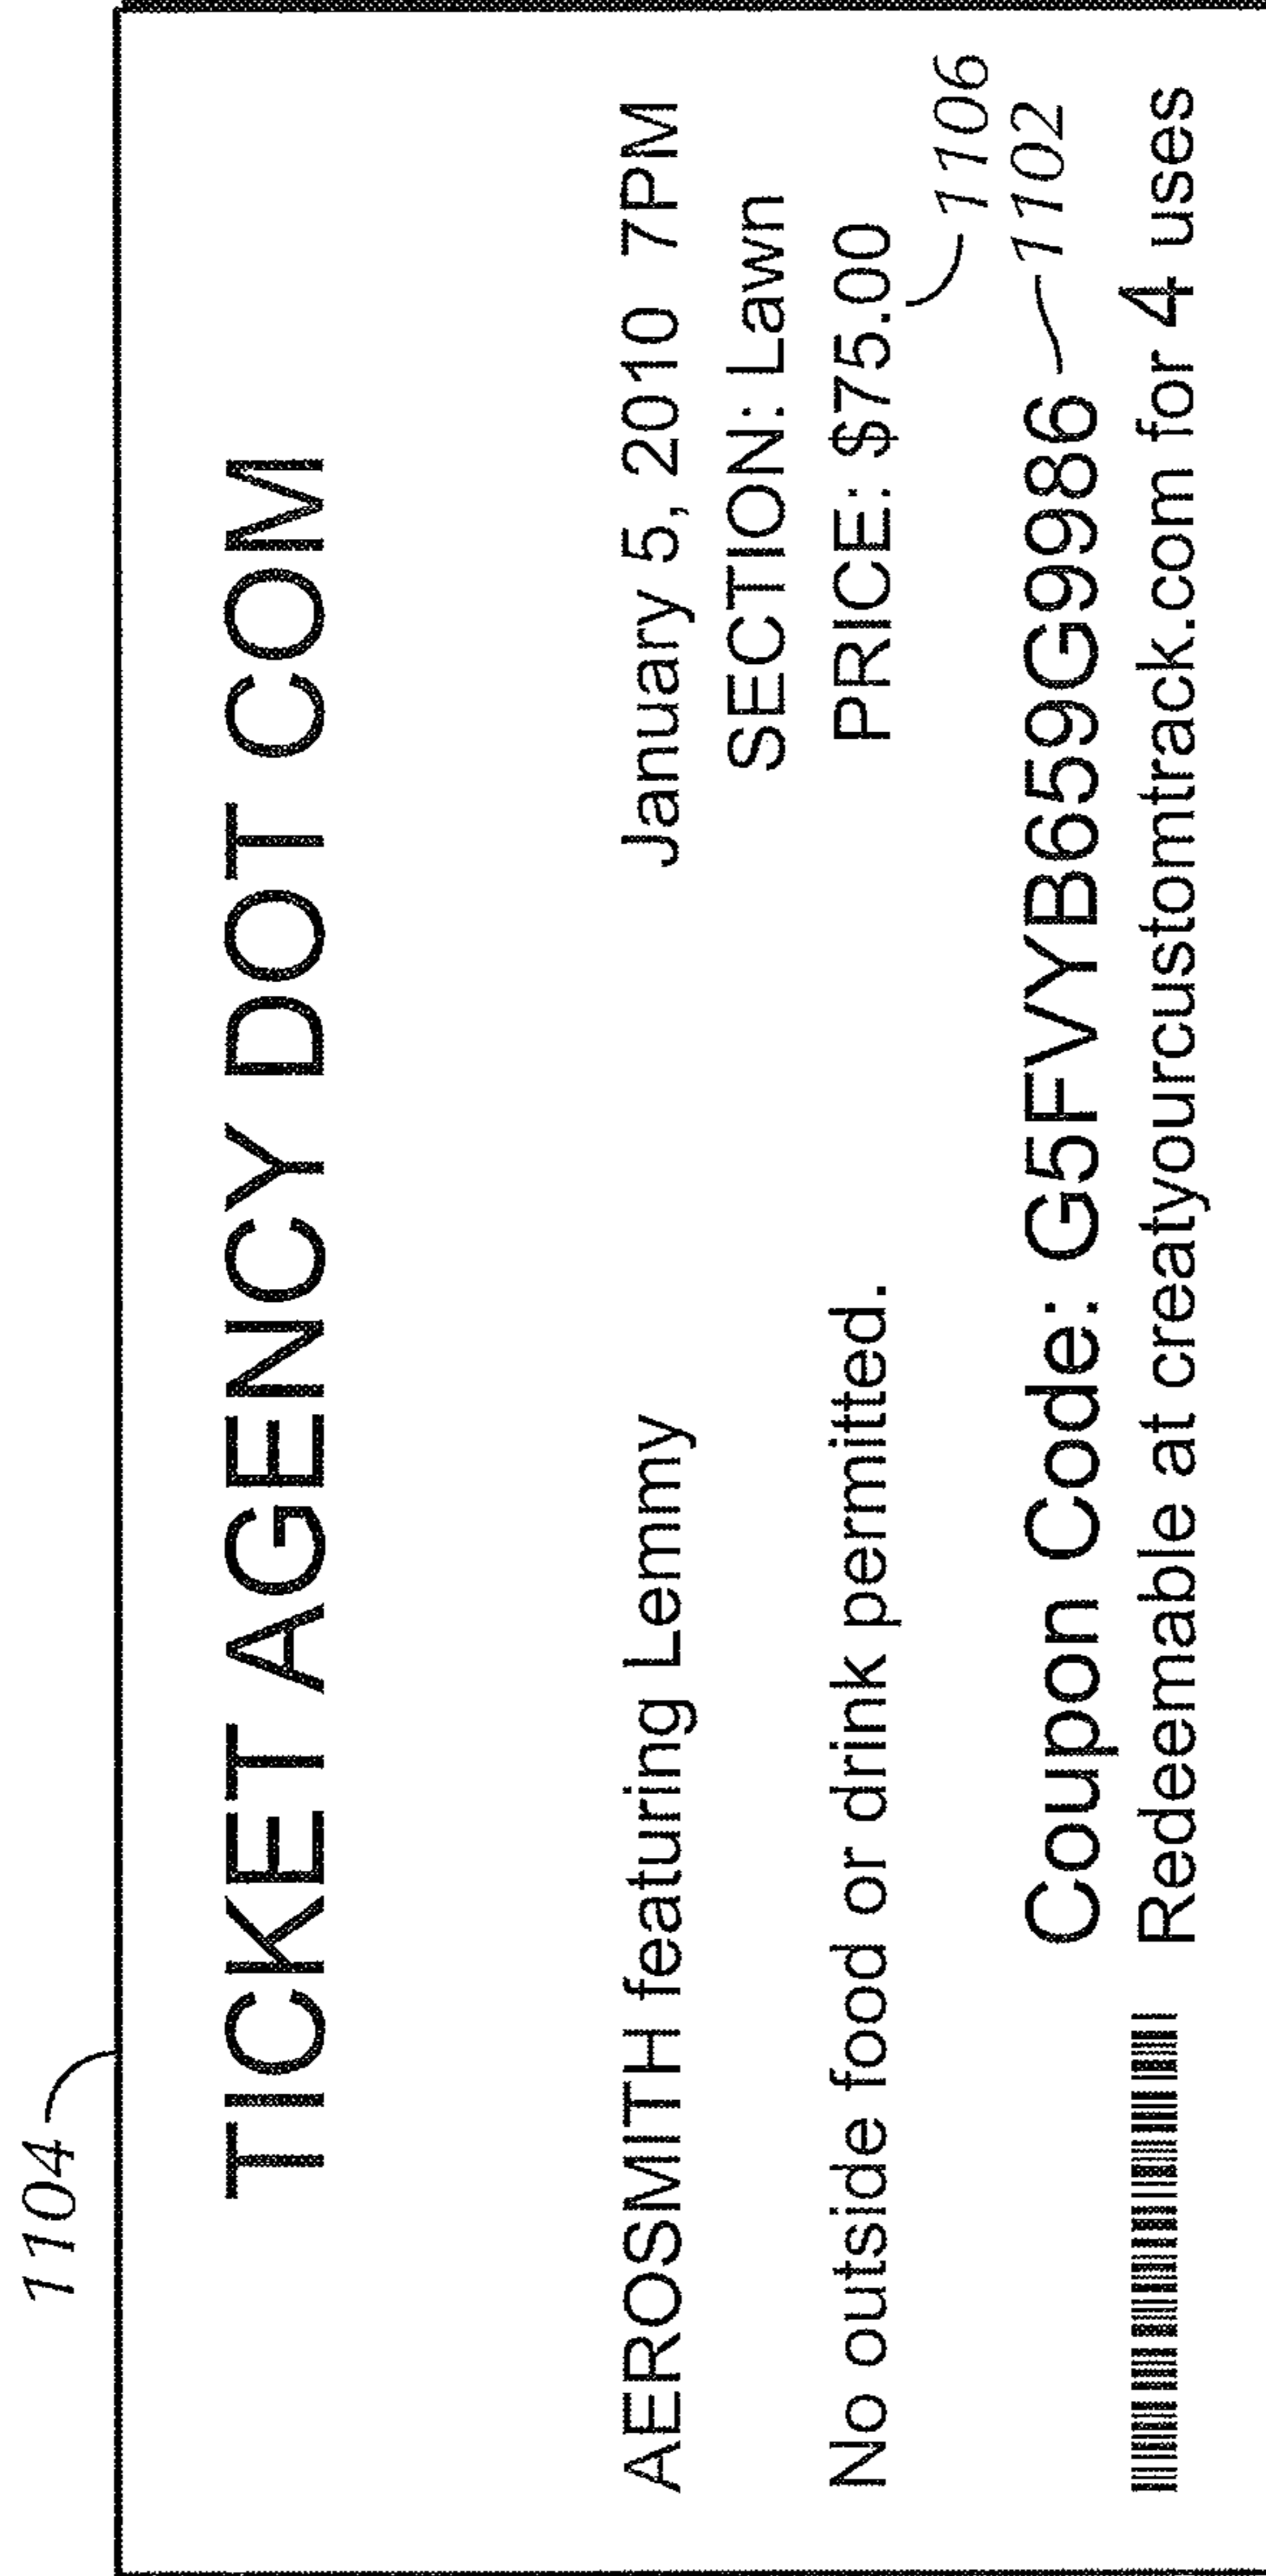 1104
TICKET AGENCY DOT COM
AEROSMITH featuring Lemmy January 5, 2010 7PM
SECTION: Lawn
No outside food or drink permitted. PRICE: $75.00
1106
Coupon Code: G5FVYB659G9986 1102
Redeemable at creatyourcustomtrack.com for 4 uses